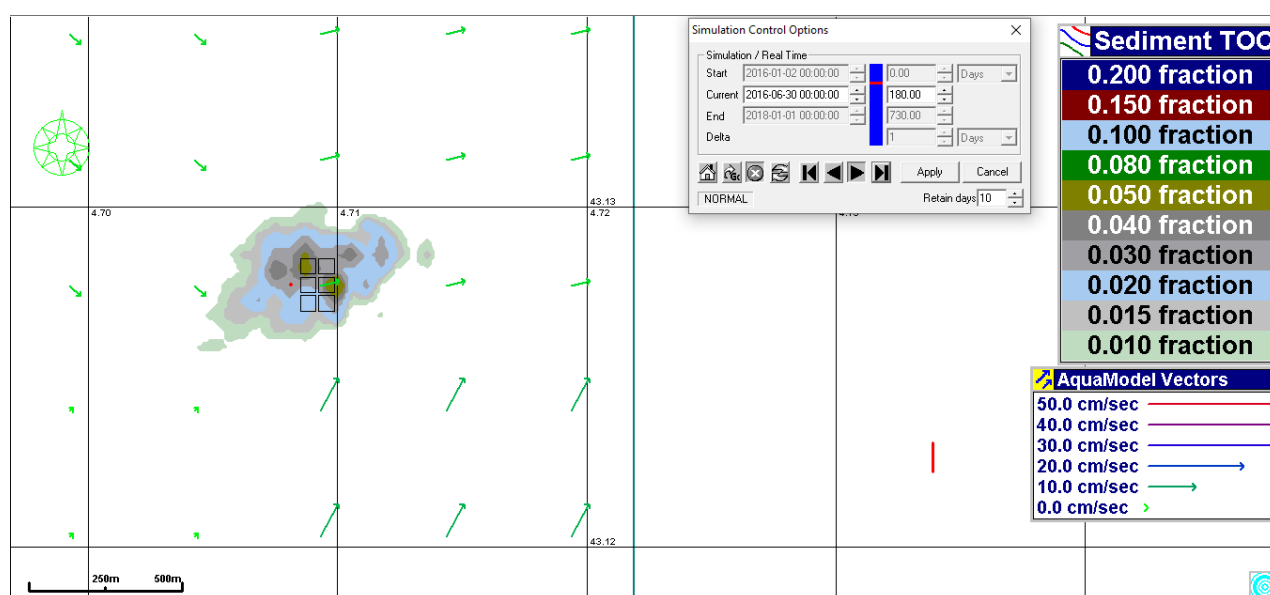 Simulation Control Options
Simulation / Real Time
Start 2016-01-02 00:00:00 0.00 Days
Current 2016-06-30 00:00:00 180.00
End 2018-01-01 00:00:00 730.00
Delta 1 Days
Apply Cancel
NORMAL Retain days 10
Sediment TOC
0.200 fraction
0.150 fraction
0.100 fraction
0.080 fraction
0.050 fraction
0.040 fraction
0.030 fraction
0.020 fraction
0.015 fraction
0.010 fraction
43.13
4.70 4.71 4.72
AquaModel Vectors
50.0 cm/sec
40.0 cm/sec
30.0 cm/sec
20.0 cm/sec
10.0 cm/sec
0.0 cm/sec
43.12
250m 500m